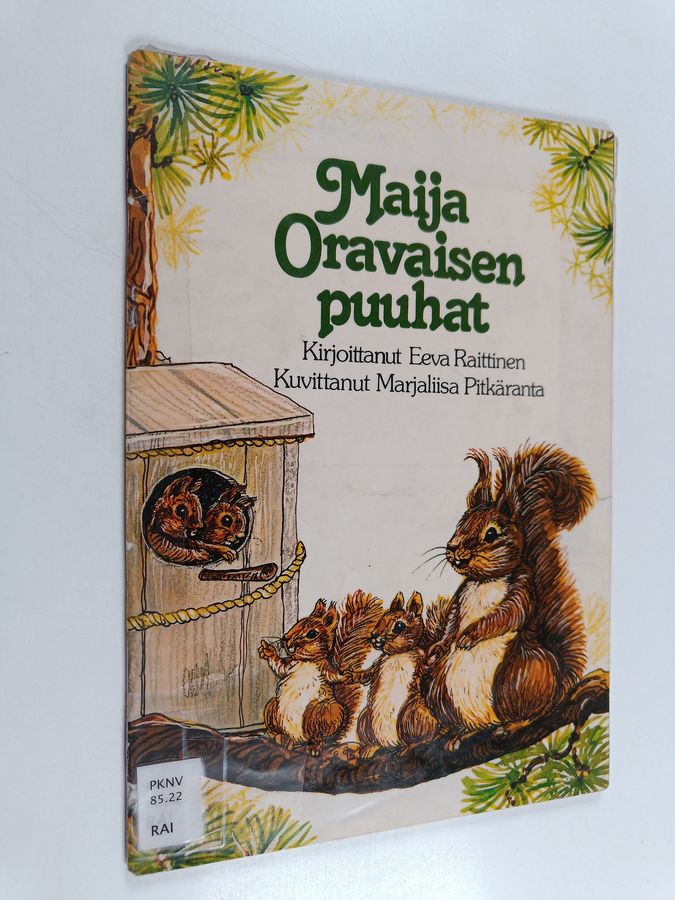 Maija
Oravaisen
puuhat
Kirjoittanut Eeva Raittinen
Kuvittanut Marjaliisa Pitkäranta
PKNV
85.22
RAI